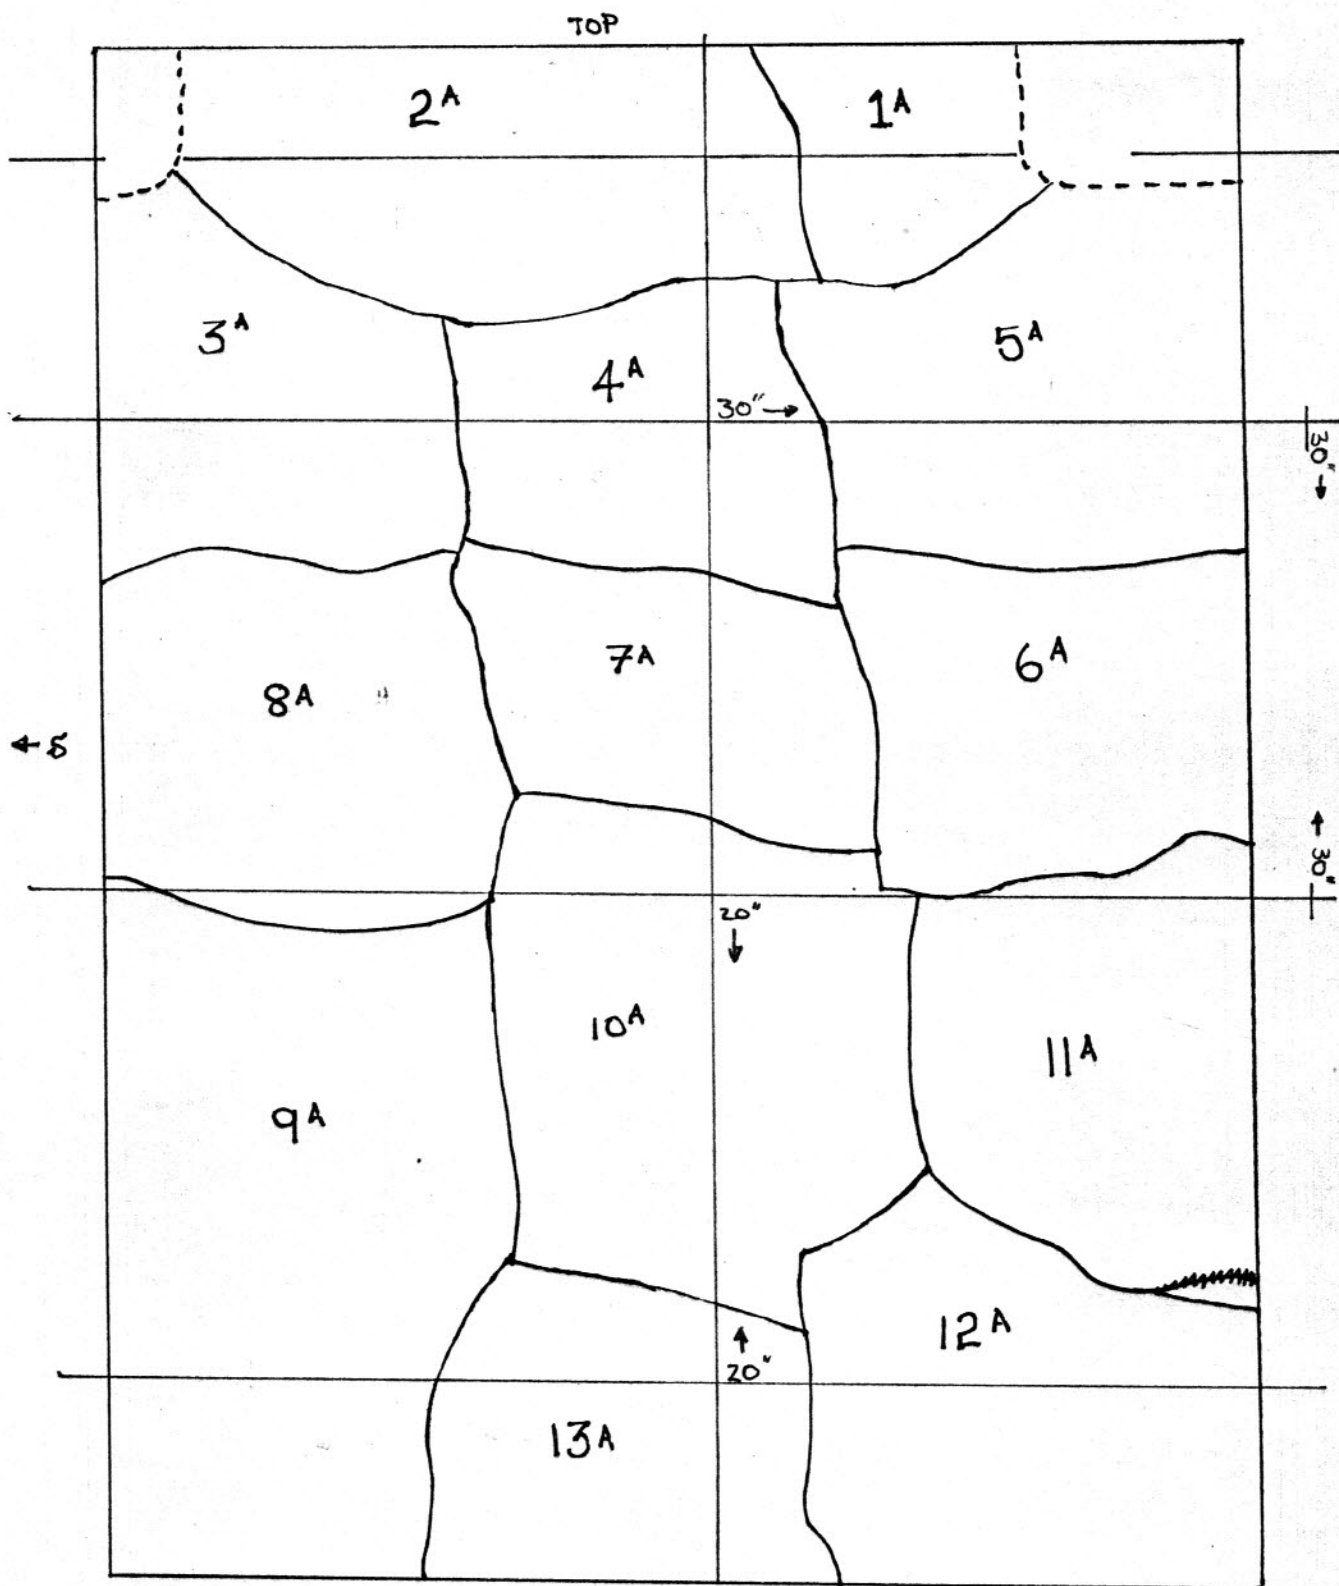 TOP
2A 1A
3A 4A 5A
30" →
30" ↓
7A 6A
8A
← S
↑ 30"
20" ↓
10A 11A
9A
12A
↑ 20"
13A